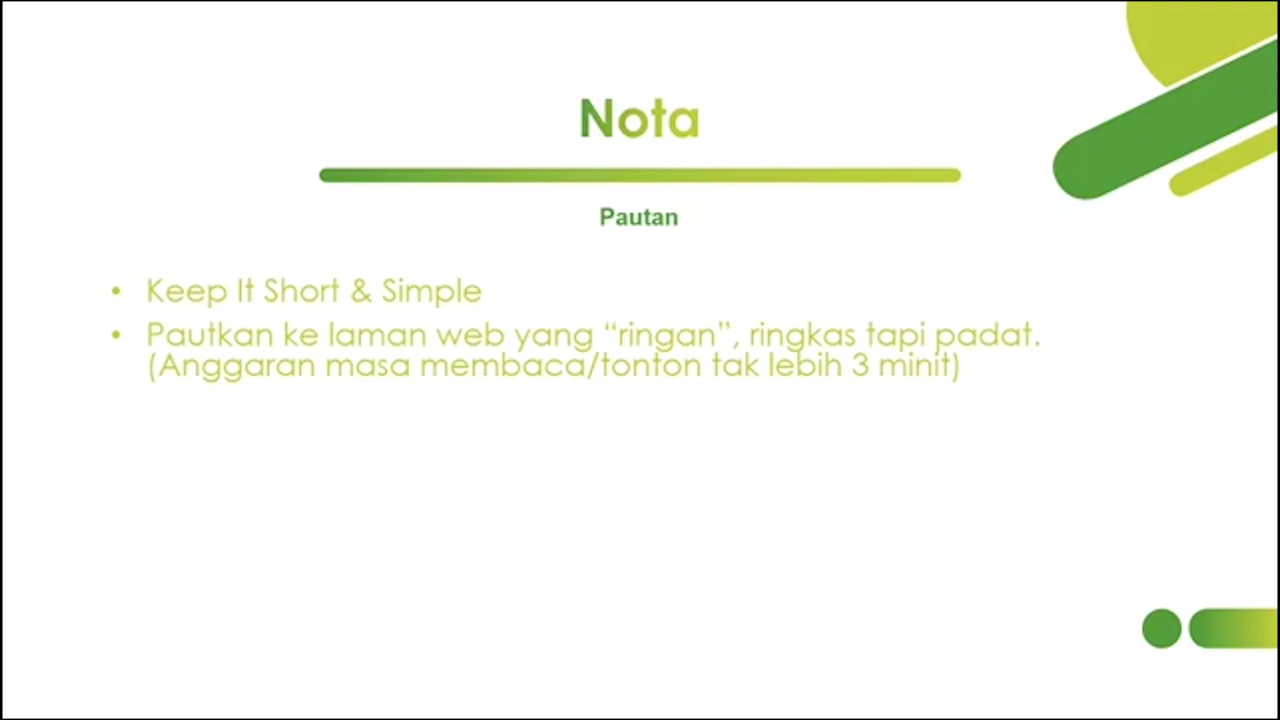 Nota
Pautan
• Keep It Short & Simple
• Pautkan ke laman web yang “ringan”, ringkas tapi padat.
(Anggaran masa membaca/tonton tak lebih 3 minit)